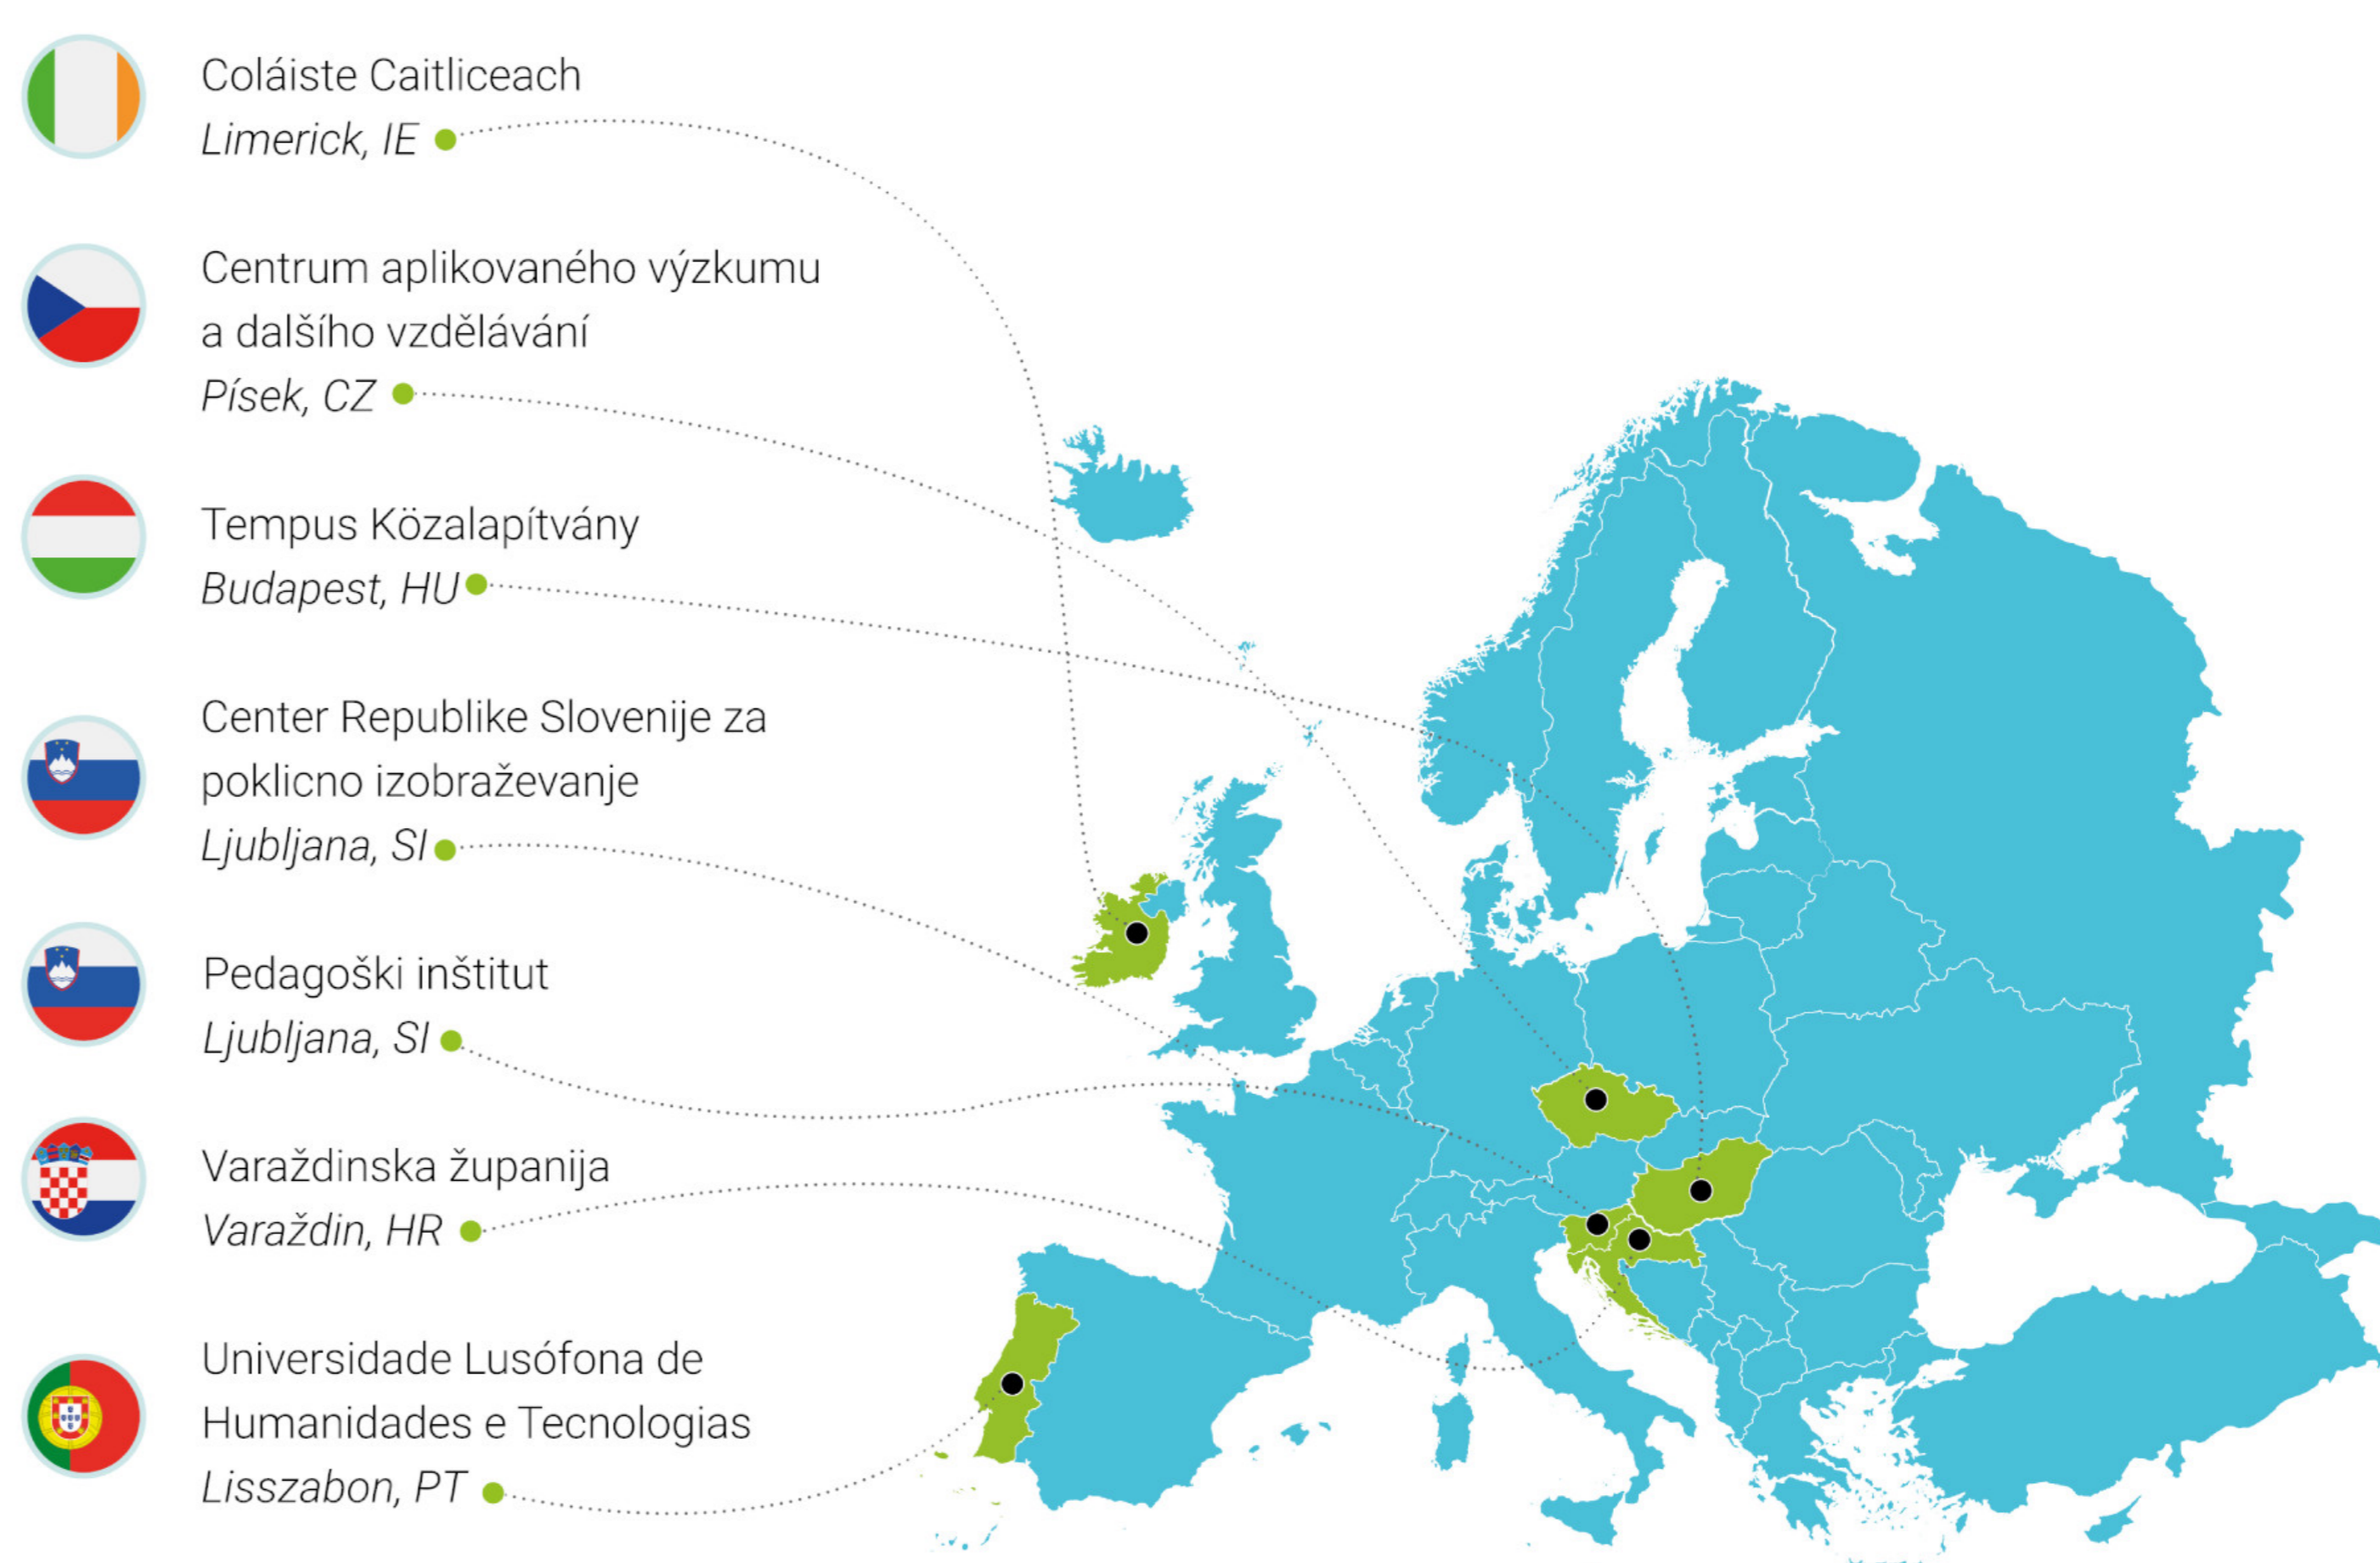 Coláiste Caitliceach
Limerick, IE
Centrum aplikovaného výzkumu
a dalšího vzdělávání
Písek, CZ
Tempus Közalapítvány
Budapest, HU
Center Republike Slovenije za
poklicno izobraževanje
Ljubljana, SI
Pedagoški inštitut
Ljubljana, SI
Varaždinska županija
Varaždin, HR
Universidade Lusófona de
Humanidades e Tecnologias
Lisszabon, PT